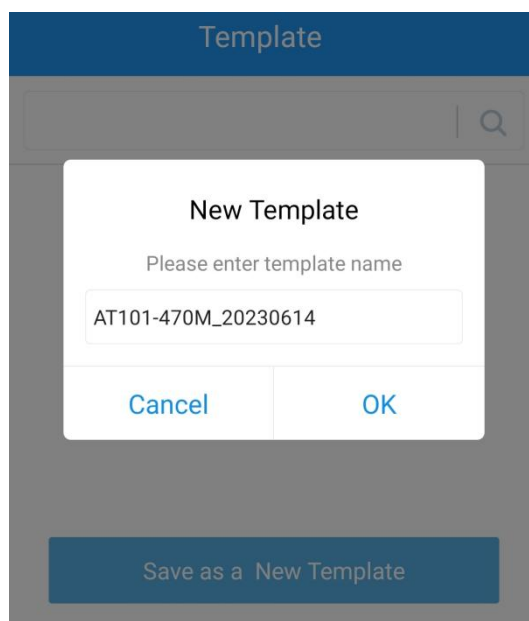 Template
New Template
Please enter template name
AT101-470M_20230614
Cancel
OK
Save as a New Template